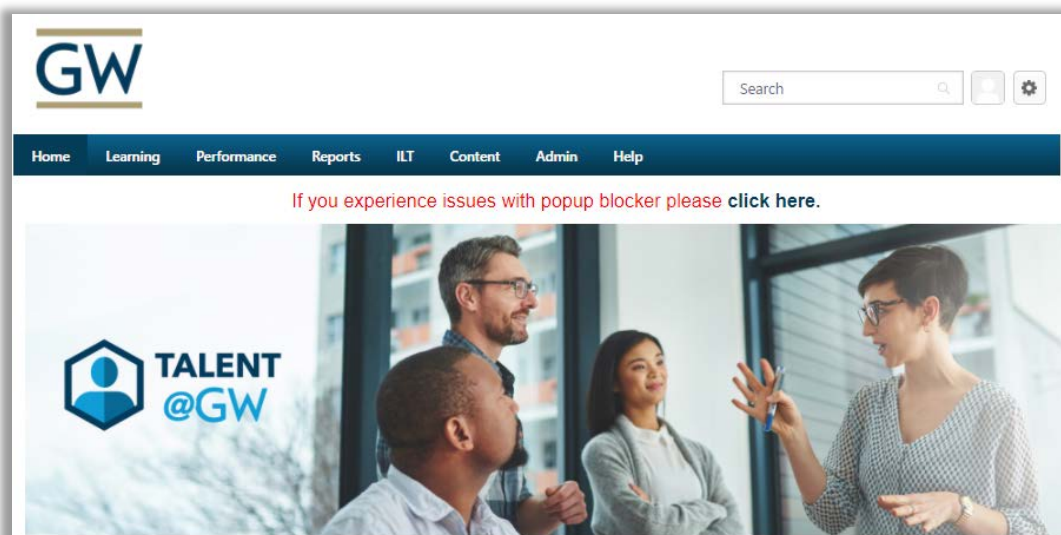 GW
Search
Home Learning Performance Reports ILT Content Admin Help
If you experience issues with popup blocker please click here.
TALENT
@GW